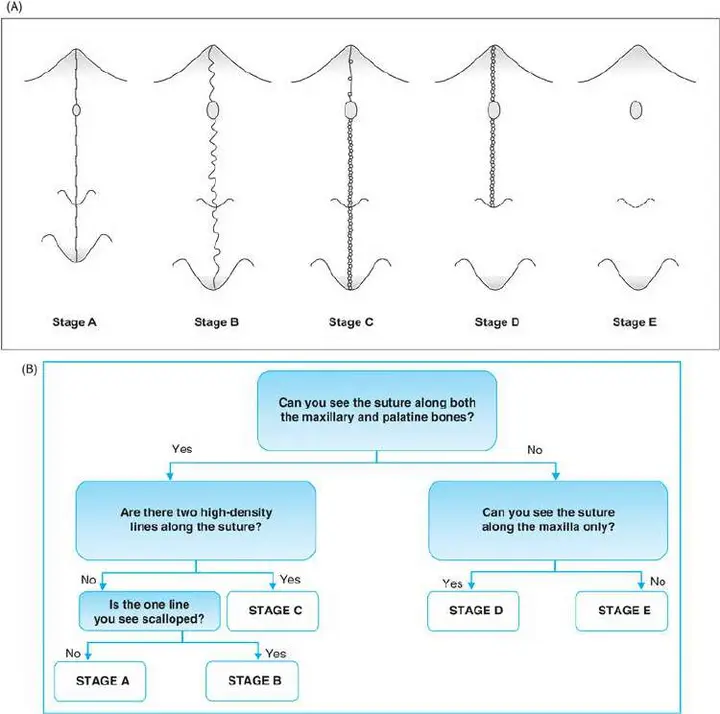 (A)
Stage A
Stage B
Stage C
Stage D
Stage E
(B)
Can you see the suture along both
the maxillary and palatine bones?
Yes
No
Are there two high-density
lines along the suture?
Can you see the suture
along the maxilla only?
No
Yes
Yes
No
Is the one line
you see scalloped?
STAGE C
STAGE D
STAGE E
No
Yes
STAGE A
STAGE B